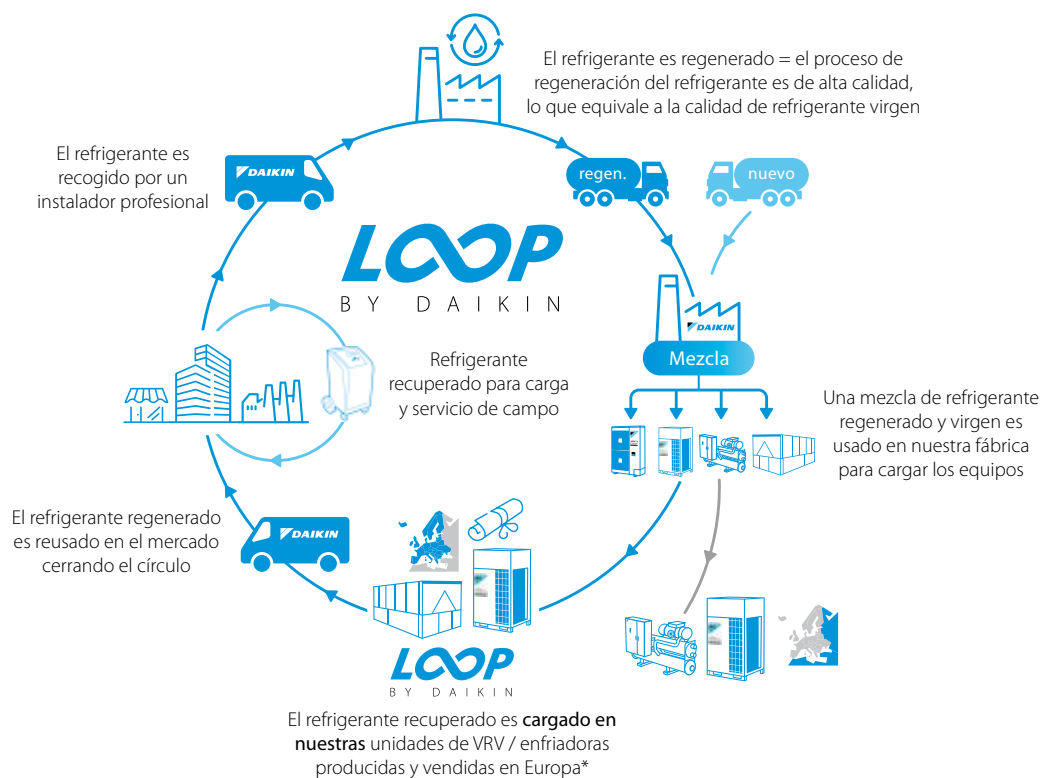 El refrigerante es regenerado = el proceso de
regeneración del refrigerante es de alta calidad,
lo que equivale a la calidad de refrigerante virgen
El refrigerante es
recogido por un
instalador profesional
DAIKIN
regen.
nuevo
LOOP
BY DAIKIN
DAIKIN
Mezcla
Refrigerante
recuperado para carga
y servicio de campo
Una mezcla de refrigerante
regenerado y virgen es
usado en nuestra fábrica
para cargar los equipos
El refrigerante regenerado
es reusado en el mercado
cerrando el círculo
DAIKIN
LOOP
BY DAIKIN
El refrigerante recuperado es cargado en
nuestras unidades de VRV / enfriadoras
producidas y vendidas en Europa*